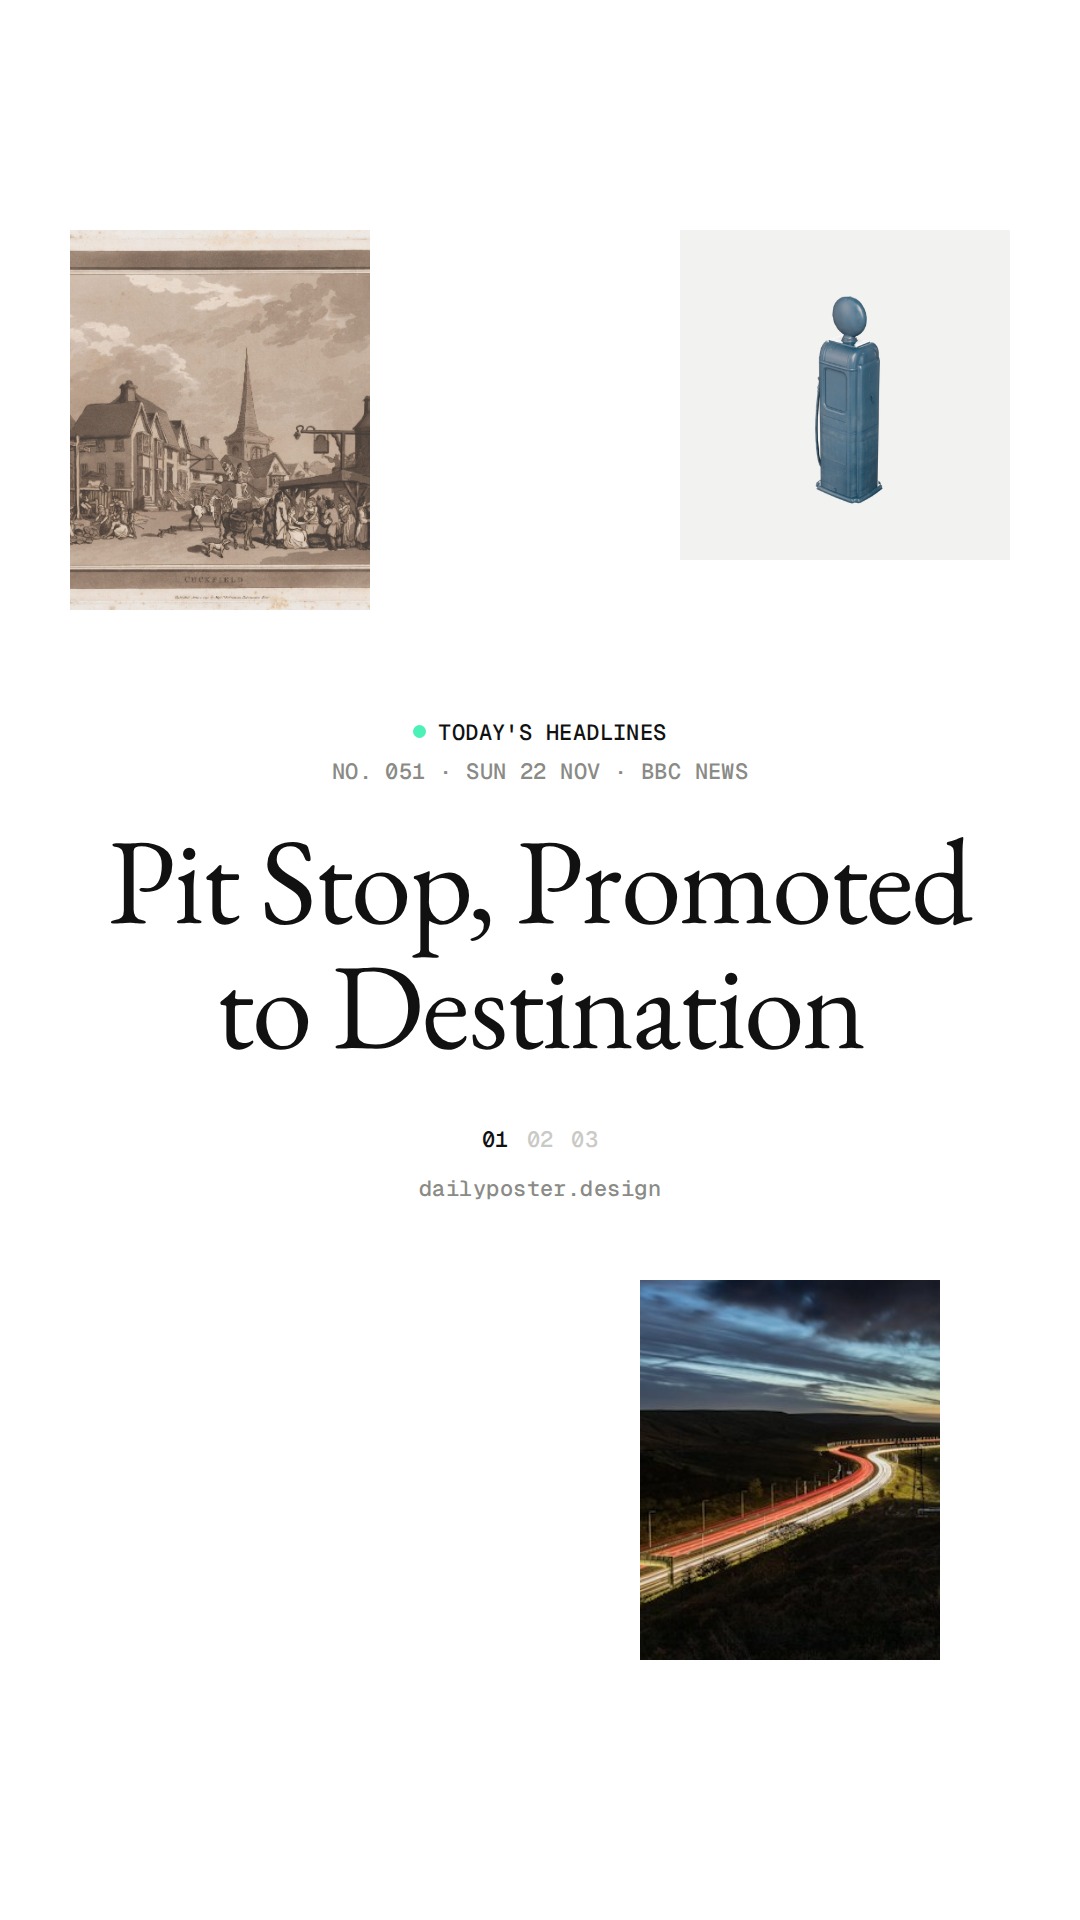 CUCKFIELD
TODAY'S HEADLINES
NO. 051 · SUN 22 NOV · BBC NEWS
Pit Stop, Promoted
to Destination
01 02 03
dailyposter.design